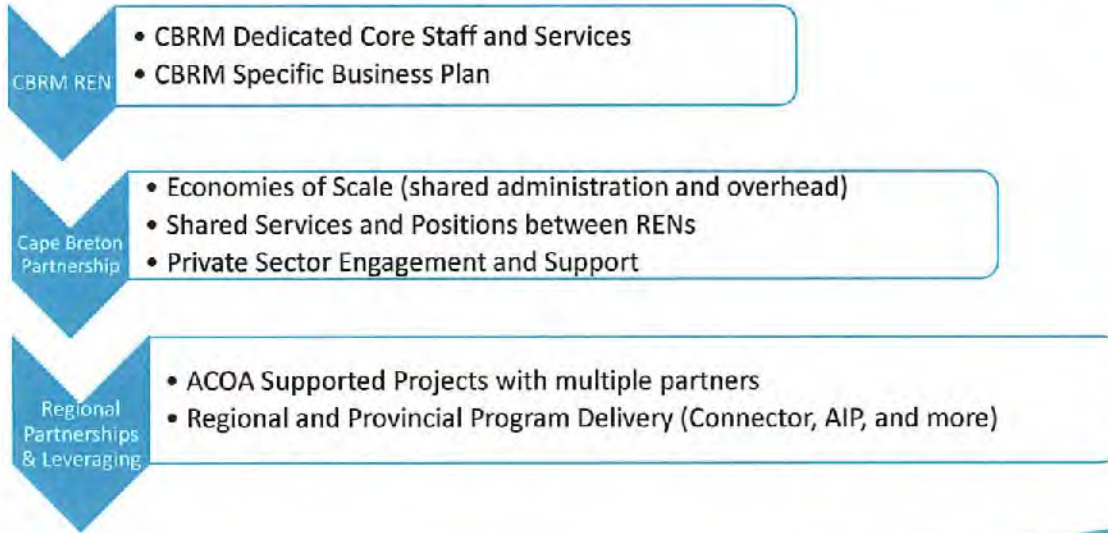 CBRM REN
• CBRM Dedicated Core Staff and Services
• CBRM Specific Business Plan
Cape Breton
Partnership
• Economies of Scale (shared administration and overhead)
• Shared Services and Positions between RENs
• Private Sector Engagement and Support
Regional
Partnerships
& Leveraging
• ACOA Supported Projects with multiple partners
• Regional and Provincial Program Delivery (Connector, AIP, and more)